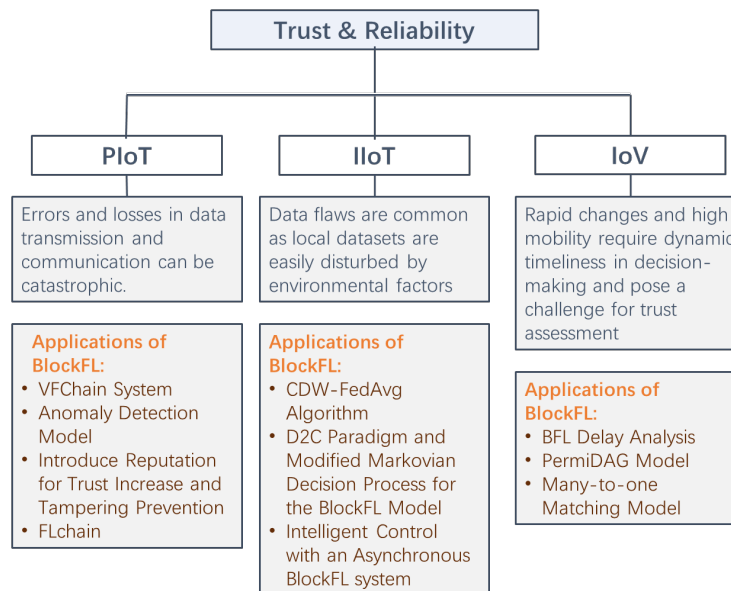 Trust & Reliability
PIoT
Errors and losses in data
transmission and
communication can be
catastrophic.
Applications of
BlockFL:
• VFChain System
• Anomaly Detection
Model
• Introduce Reputation
for Trust Increase and
Tampering Prevention
• FLchain
IIoT
Data flaws are common
as local datasets are
easily disturbed by
environmental factors
Applications of
BlockFL:
• CDW-FedAvg
Algorithm
• D2C Paradigm and
Modified Markovian
Decision Process for
the BlockFL Model
• Intelligent Control
with an Asynchronous
BlockFL system
IoV
Rapid changes and high
mobility require dynamic
timeliness in decision-
making and pose a
challenge for trust
assessment
Applications of
BlockFL:
• BFL Delay Analysis
• PermiDAG Model
• Many-to-one
Matching Model